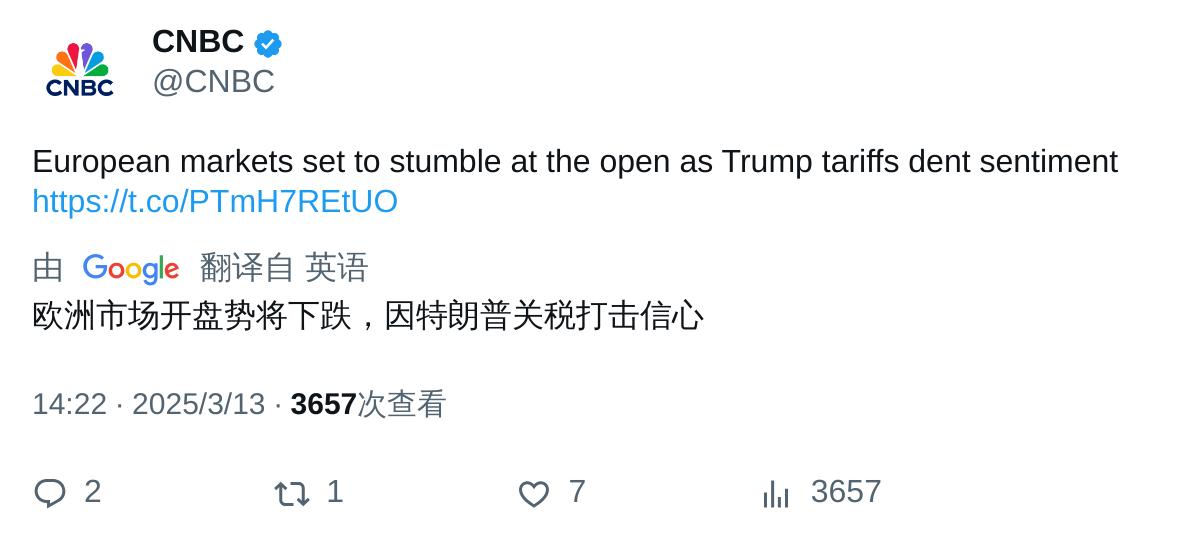 CNBC
CNBC
@CNBC
European markets set to stumble at the open as Trump tariffs dent sentiment
https://t.co/PTmH7REtUO
由 Google 翻译自 英语
欧洲市场开盘势将下跌，因特朗普关税打击信心
14:22 · 2025/3/13 · 3657次查看
2 1 7 3657